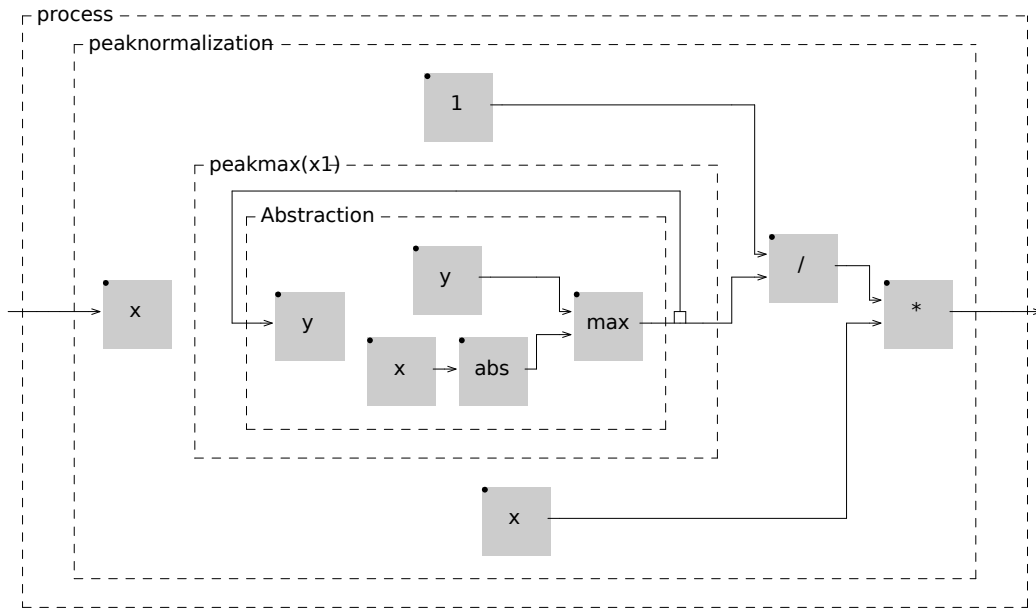 process
peaknormalization
1
peakmax(x1)
Abstraction
y
/
x
y
max
*
x
abs
x